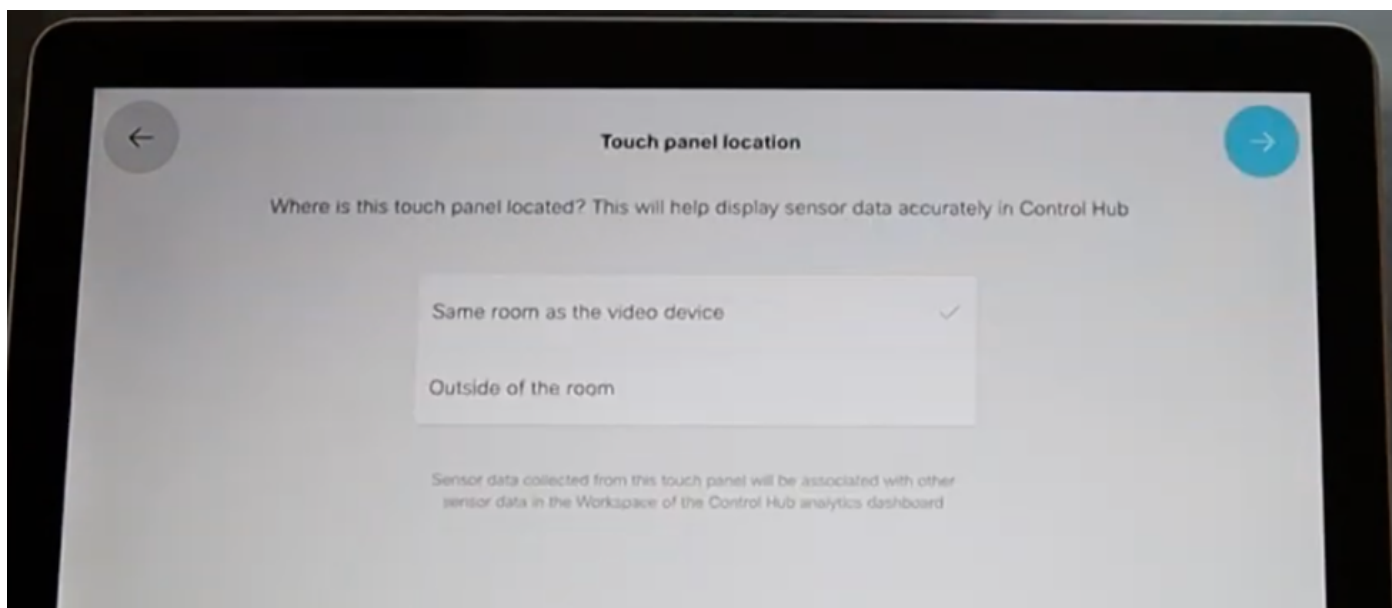 Touch panel location
Where is this touch panel located? This will help display sensor data accurately in Control Hub
Same room as the video device
Outside of the room
Sensor data collected from this touch panel will be associated with other
sensor data in the Workspace of the Control Hub analytics dashboard